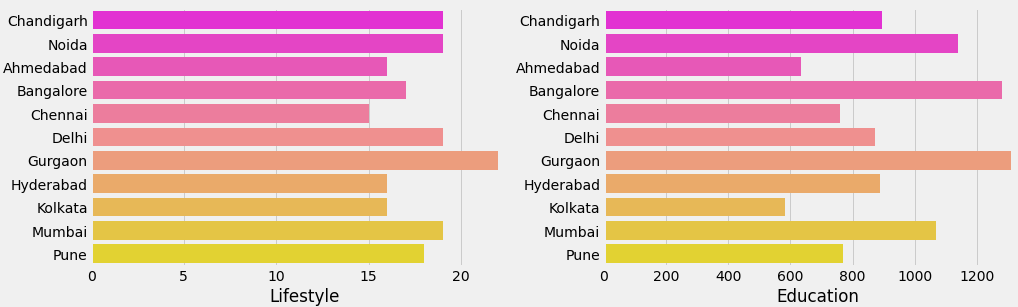 Chandigarh
Noida
Ahmedabad
Bangalore
Chennai
Delhi
Gurgaon
Hyderabad
Kolkata
Mumbai
Pune
0 5 10 15 20
Lifestyle
Chandigarh
Noida
Ahmedabad
Bangalore
Chennai
Delhi
Gurgaon
Hyderabad
Kolkata
Mumbai
Pune
0 200 400 600 800 1000 1200
Education